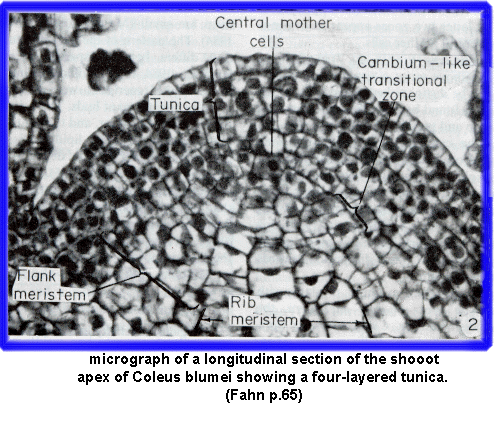 Central mother
cells
Cambium-like
transitional
zone
Tunica
Flank
meristem
Rib
meristem
2
micrograph of a longitudinal section of the shooot
apex of Coleus blumei showing a four-layered tunica.
(Fahn p.65)